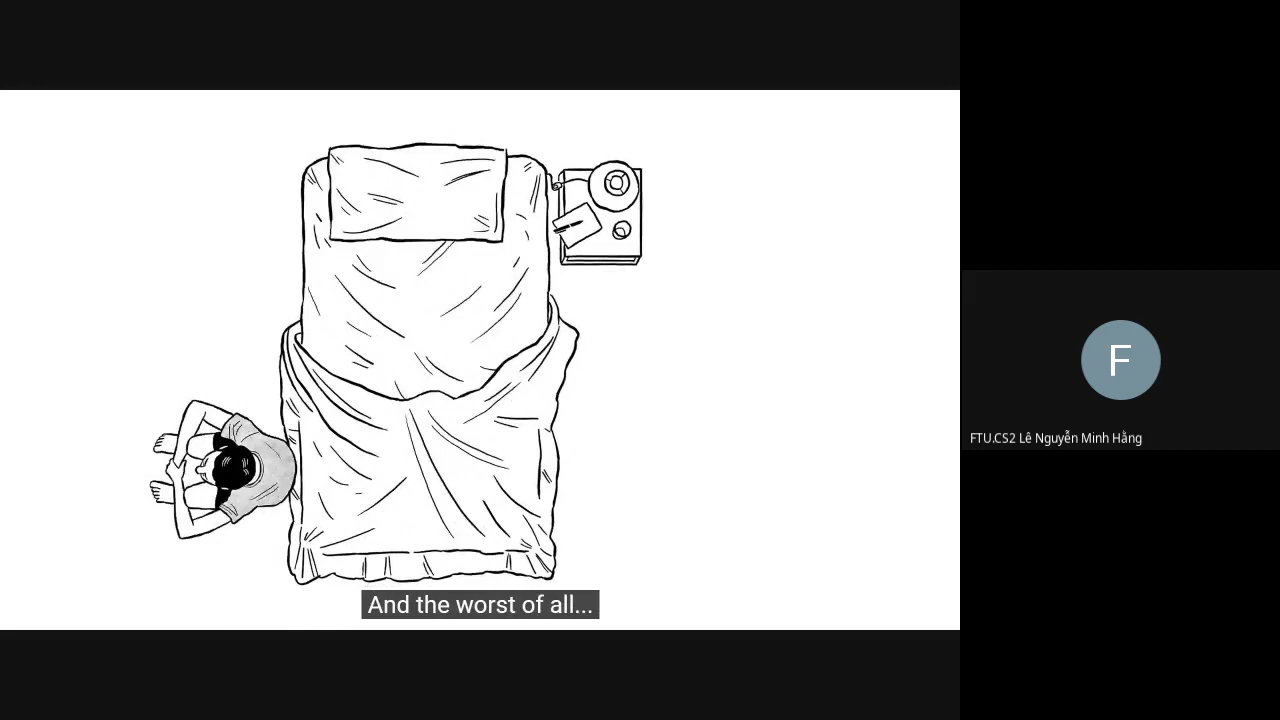 F
FTU.CS2 Lê Nguyễn Minh Hằng
And the worst of all...